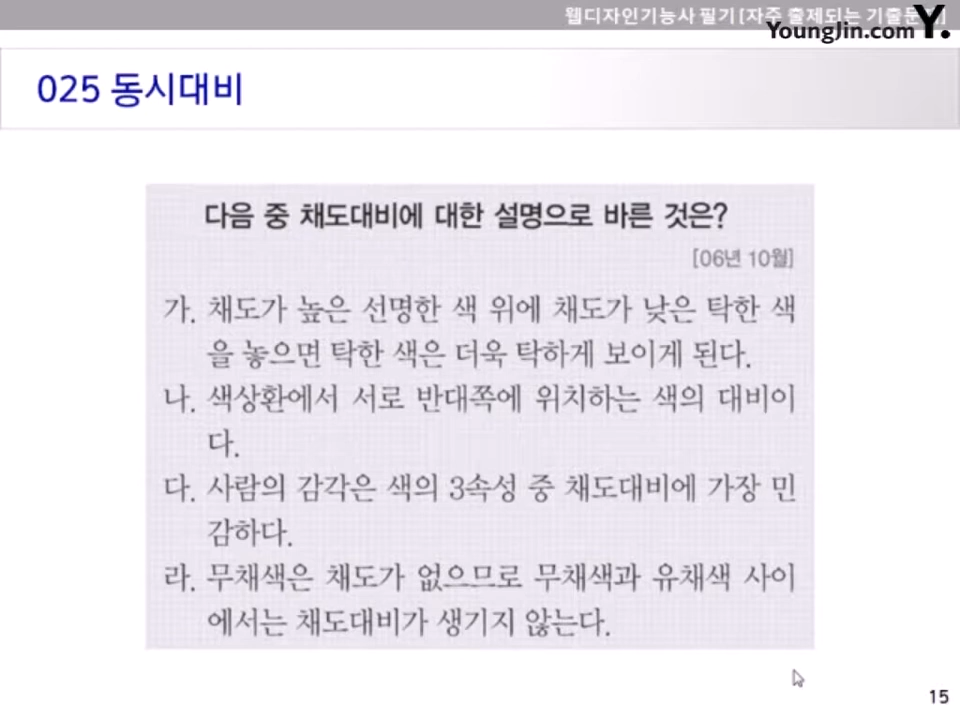 웹디자인기능사 필기 [자주 출제되는 기출문제]
YoungJin.com Y.
025 동시대비
다음 중 채도대비에 대한 설명으로 바른 것은?
[06년 10월]
가. 채도가 높은 선명한 색 위에 채도가 낮은 탁한 색
을 놓으면 탁한 색은 더욱 탁하게 보이게 된다.
나. 색상환에서 서로 반대쪽에 위치하는 색의 대비이
다.
다. 사람의 감각은 색의 3속성 중 채도대비에 가장 민
감하다.
라. 무채색은 채도가 없으므로 무채색과 유채색 사이
에서는 채도대비가 생기지 않는다.
15